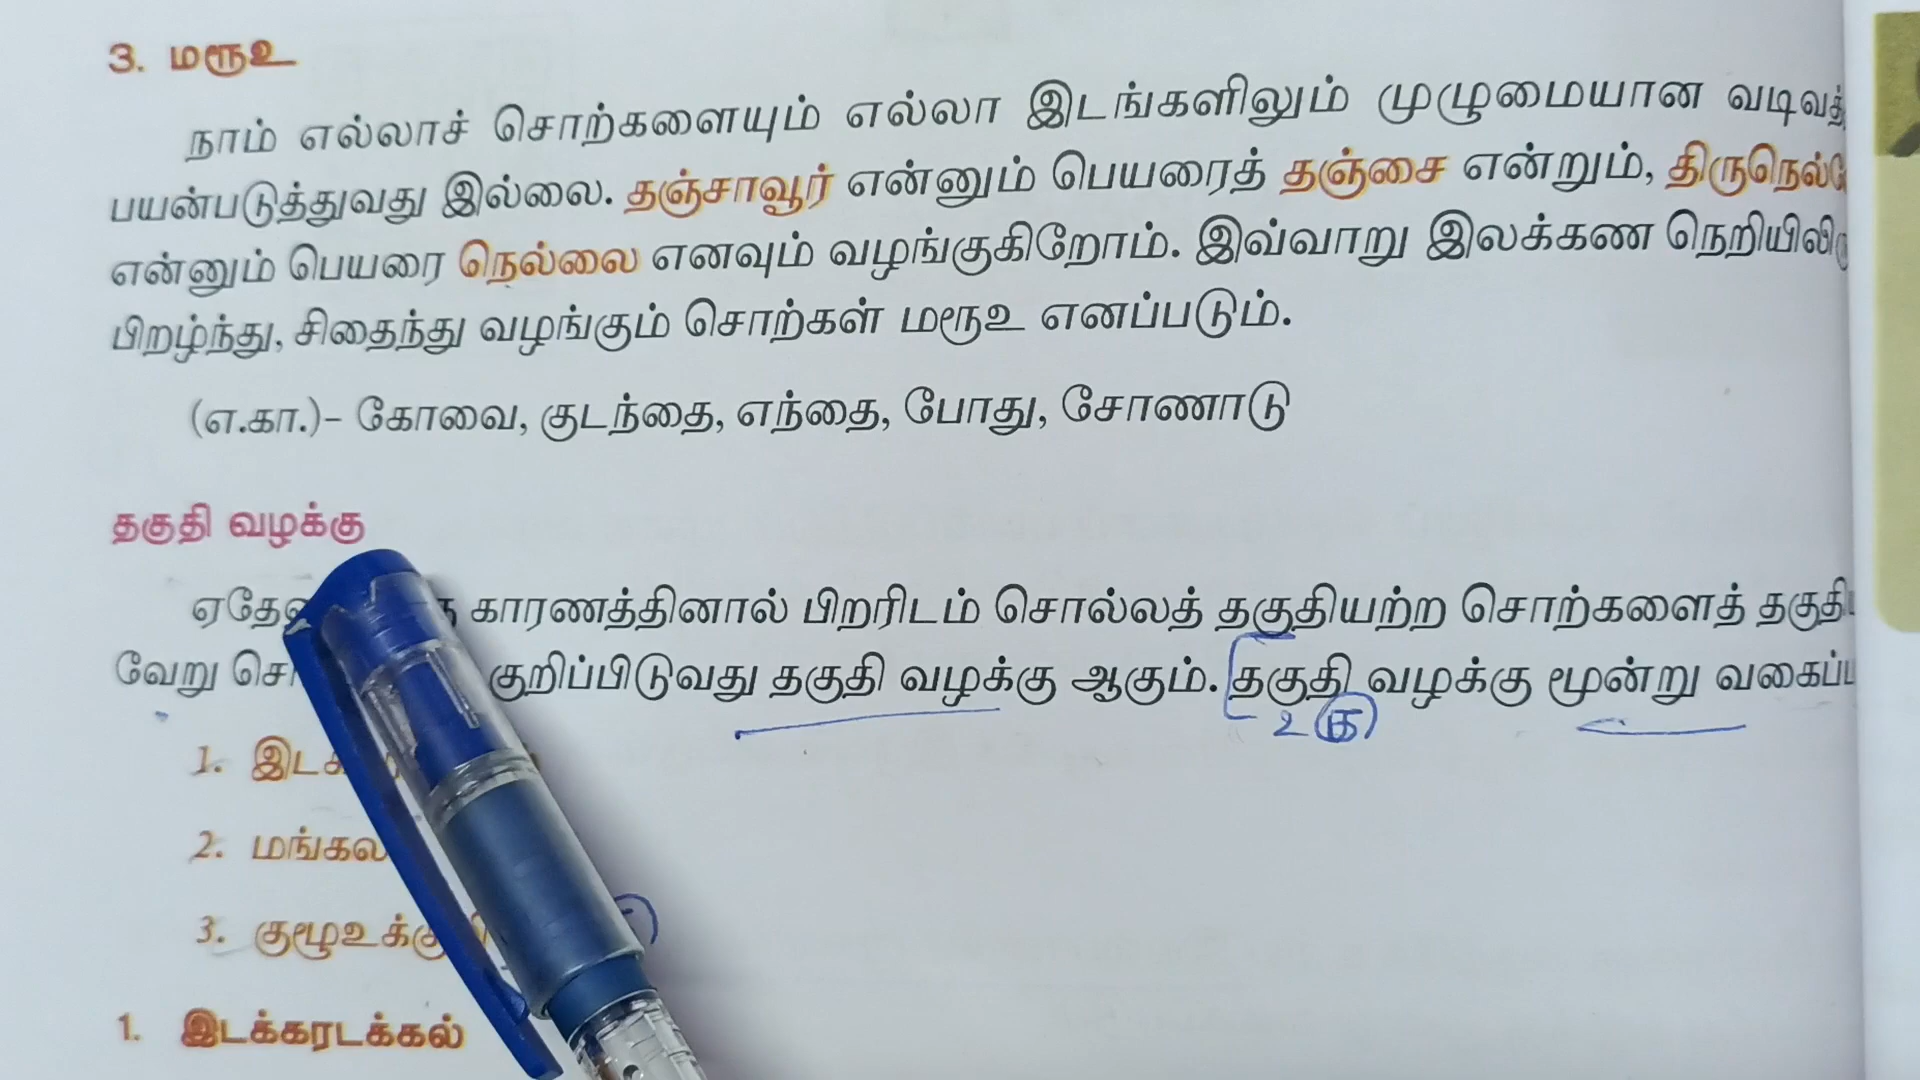 3. மரூஉ
நாம் எல்லாச் சொற்களையும் எல்லா இடங்களிலும் முழுமையான
பயன்படுத்துவது இல்லை. தஞ்சாவூர் என்னும் பெயரைத் தஞ்சை என்றும்,
என்னும் பெயரை நெல்லை எனவும் வழங்குகிறோம். இவ்வாறு இலக்கண
பிறழ்ந்து, சிதைந்து வழங்கும் சொற்கள் மரூஉ எனப்படும்.
(எ.கா.)- கோவை, குடந்தை, எந்தை, போது, சோணாடு
தகுதி வழக்கு
காரணத்தினால் பிறரிடம் சொல்லத் தகுதியற்ற சொற்களைத்
வேறு குறிப்பிடுவது தகுதி வழக்கு ஆகும். தகுதி வழக்கு மூன்று
1.
2.
3.
1. இடக்கரடக்கல்